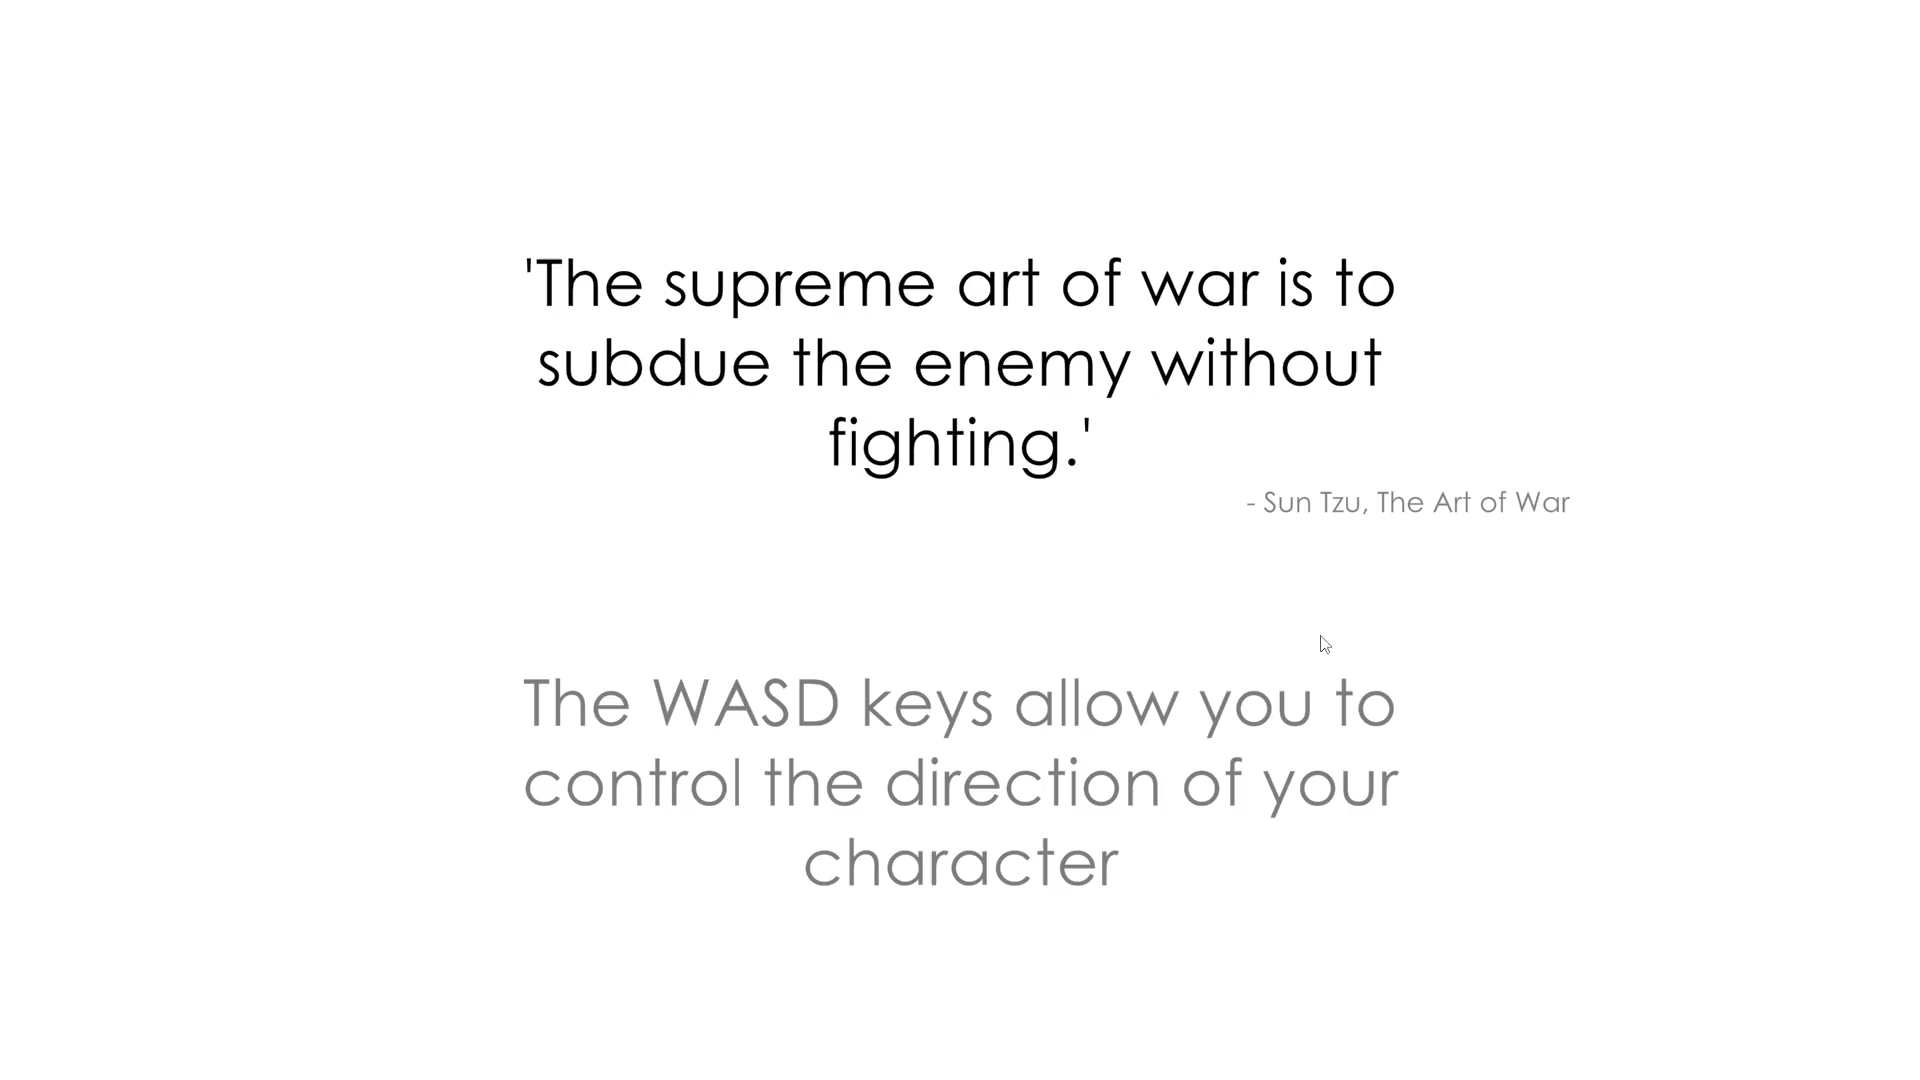 'The supreme art of war is to
subdue the enemy without
fighting.'
- Sun Tzu, The Art of War
The WASD keys allow you to
control the direction of your
character